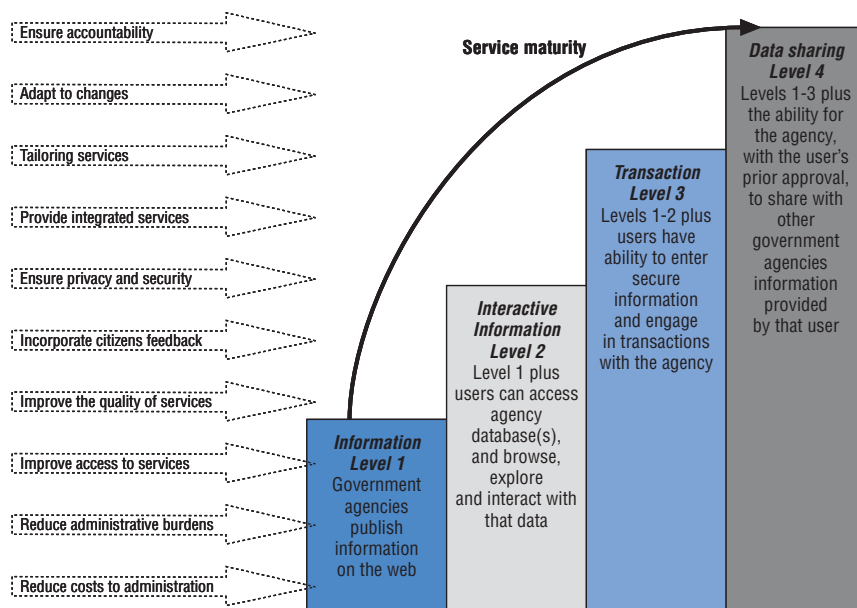 Ensure accountability
Adapt to changes
Tailoring services
Provide integrated services
Ensure privacy and security
Incorporate citizens feedback
Improve the quality of services
Improve access to services
Reduce administrative burdens
Reduce costs to administration
Service maturity
Information
Level 1
Government
agencies
publish
information
on the web
Interactive
Information
Level 2
Level 1 plus
users can access
agency
database(s),
and browse,
explore
and interact with
that data
Transaction
Level 3
Levels 1-2 plus
users have
ability to enter
secure
information
and engage
in transactions
with the agency
Data sharing
Level 4
Levels 1-3 plus
the ability for
the agency,
with the user's
prior approval,
to share with
other
government
agencies
information
provided
by that user